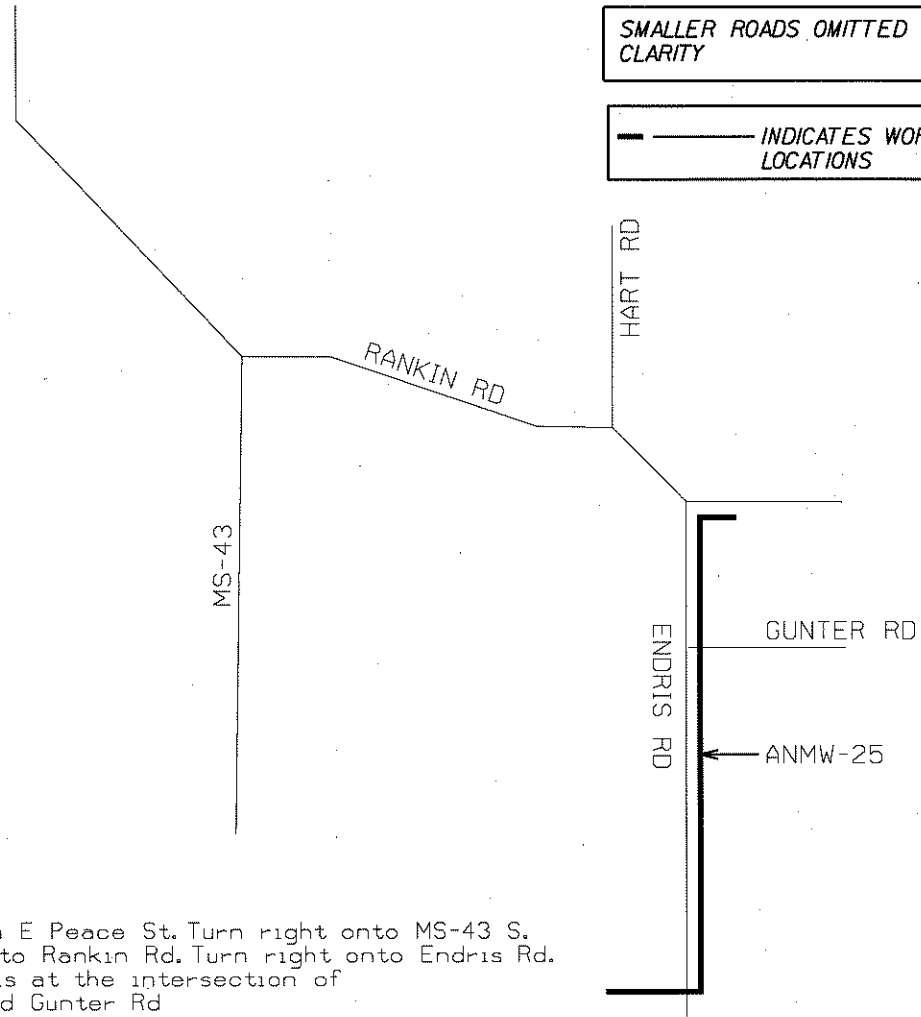 SMALLER ROADS OMITTED
CLARITY
INDICATES
LOCATIONS
HART RD
RANKIN RD
MS-43
ENDRIS RD
GUNTER RD
ANMW-25
E Peace St. Turn right onto MS-43 S.
to Rankin Rd. Turn right onto Endris Rd.
is at the intersection of
d Gunter Rd